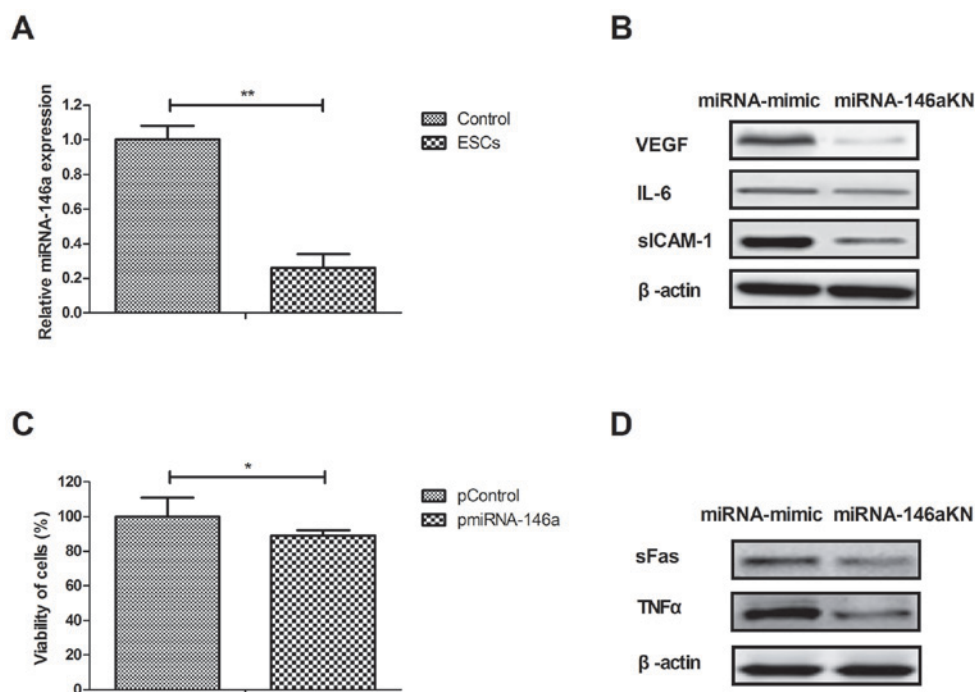 A
Relative miRNA-146a expression
1.2
1.0
0.8
0.6
0.4
0.2
0.0
**
Control
ESCs
B
miRNA-mimic miRNA-146aKN
VEGF
IL-6
sICAM-1
β -actin
C
Viability of cells (%)
120
100
80
60
40
20
0
*
pControl
pmiRNA-146a
D
miRNA-mimic miRNA-146aKN
sFas
TNFα
β -actin